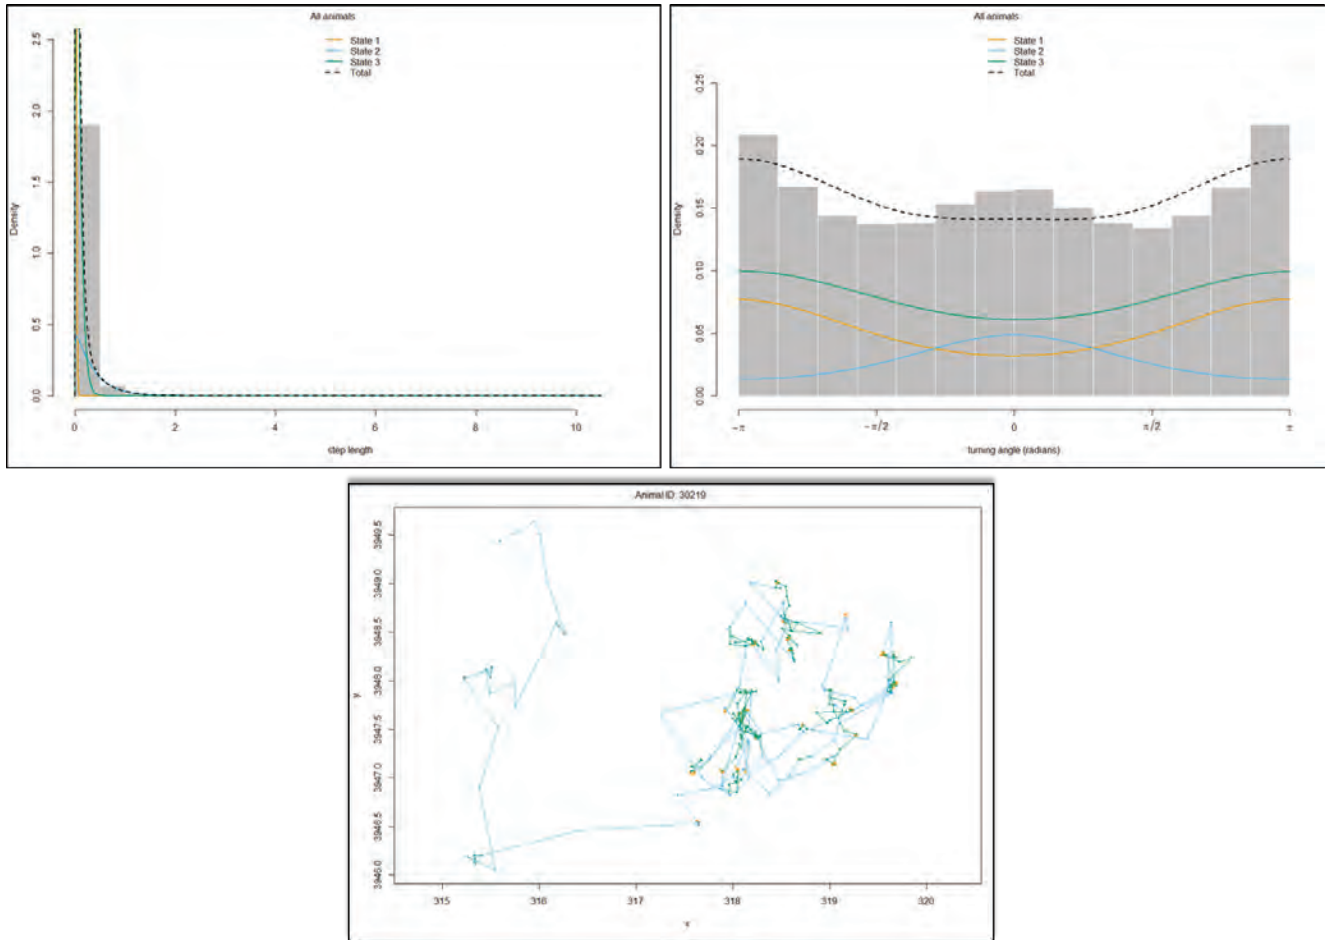 All animals
State 1
State 2
State 3
Total
Density
0.0
0.5
1.0
1.5
2.0
2.5
0 2 4 6 8 10
step length
All animals
State 1
State 2
State 3
Total
Density
0.00
0.05
0.10
0.15
0.20
0.25
−π −π/2 0 π/2 π
turning angle (radians)
Animal ID: 30219
y
3946.0
3946.5
3947.0
3947.5
3948.0
3948.5
3949.0
3949.5
315 316 317 318 319 320
x